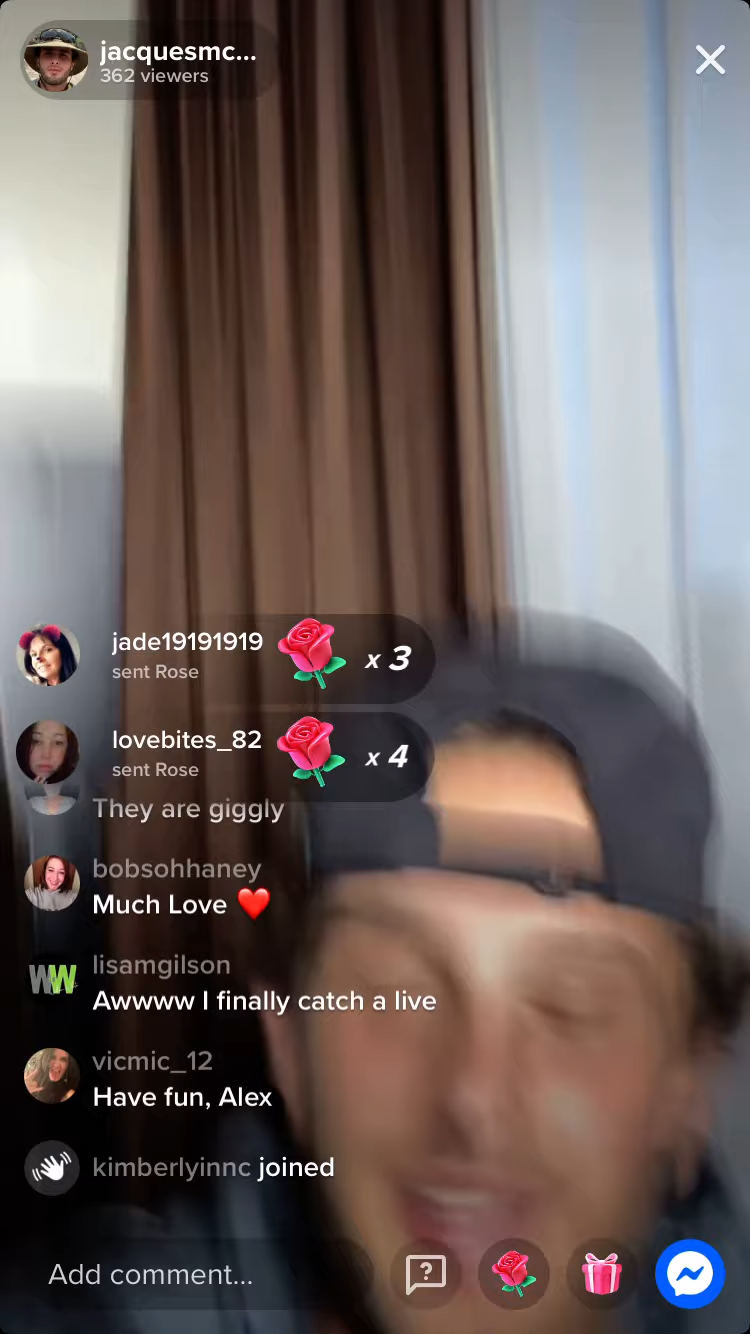 jacquesmc...
362 viewers
jade19191919
sent Rose
x 3
lovebites_82
sent Rose
x 4
They are giggly
bobsohhaney
Much Love ❤️
WW
lisamgilson
Awwww I finally catch a live
vicmic_12
Have fun, Alex
kimberlyinnc joined
Add comment...
?